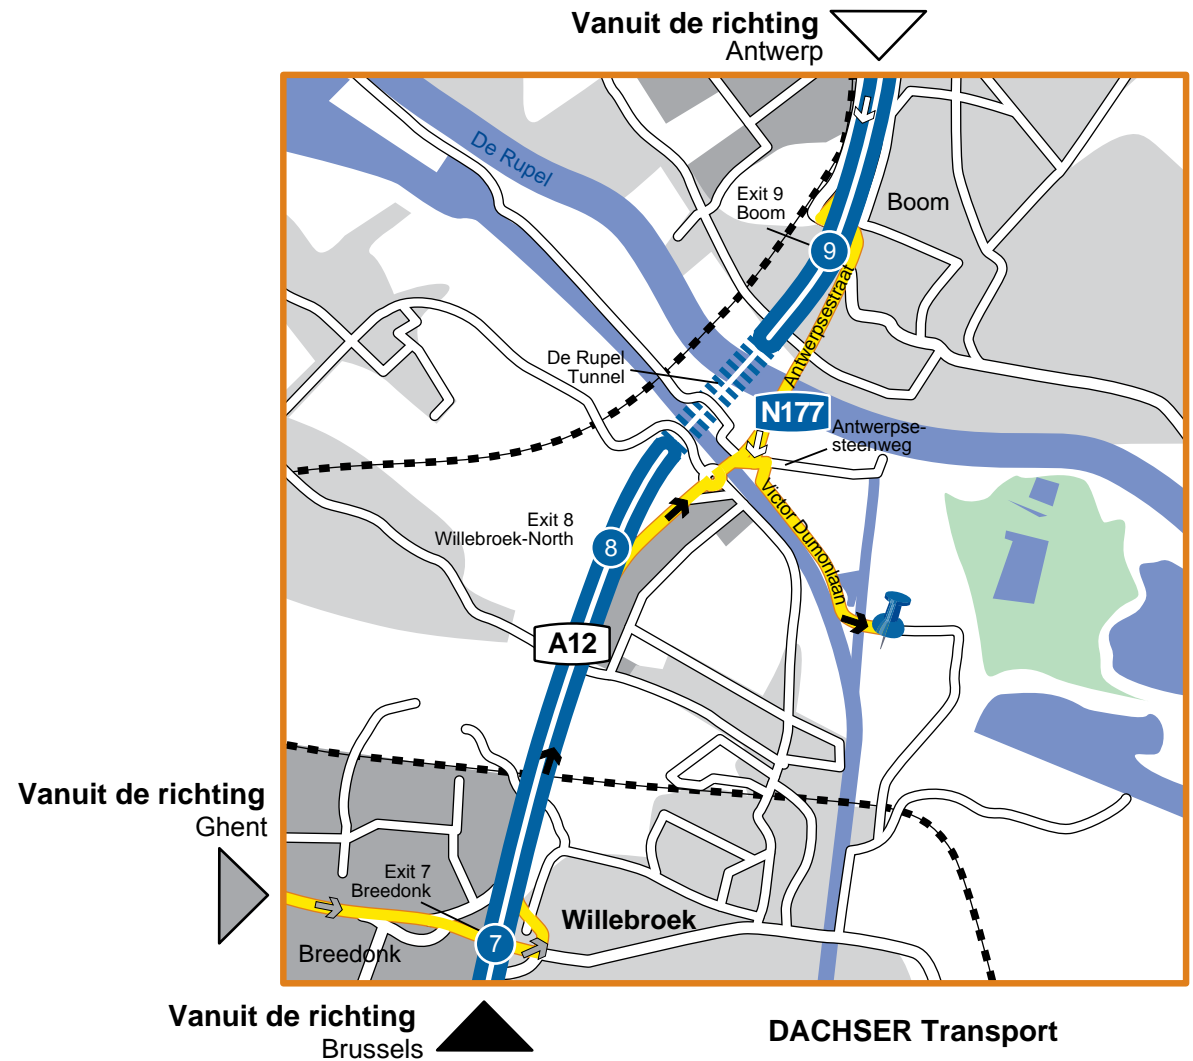 Vanuit de richting
Antwerp
De Rupel
Exit 9
Boom
Boom
9
Antwerpsestraat
De Rupel
Tunnel
N177
Antwerpse-
steenweg
Victor Dumonlaan
Exit 8
Willebroek-North
8
A12
Vanuit de richting
Ghent
Exit 7
Breedonk
Willebroek
7
Breedonk
Vanuit de richting
Brussels
DACHSER Transport